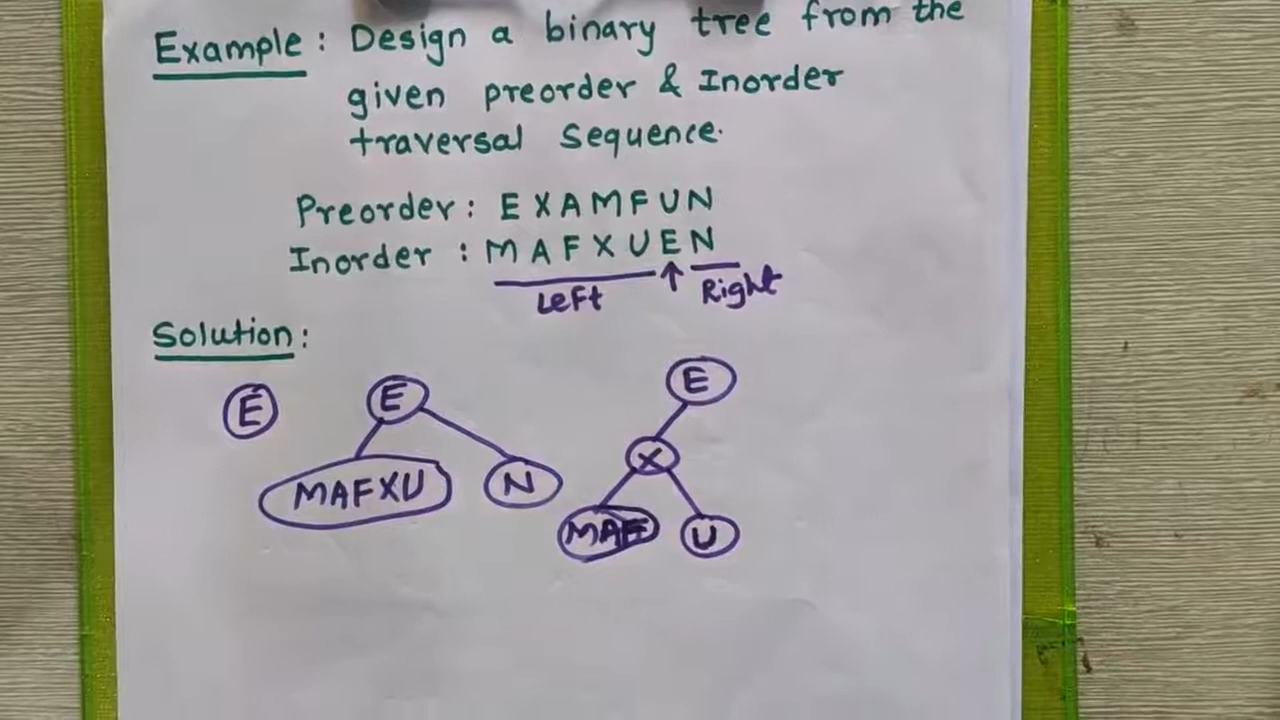 Example: Design a binary tree from the
given preorder & Inorder
traversal Sequence.
Preorder: E X A M F U N
Inorder : M A F X U E N
Left ↑ Right
Solution:
E
E
MAFXU N
E
X
MAF U